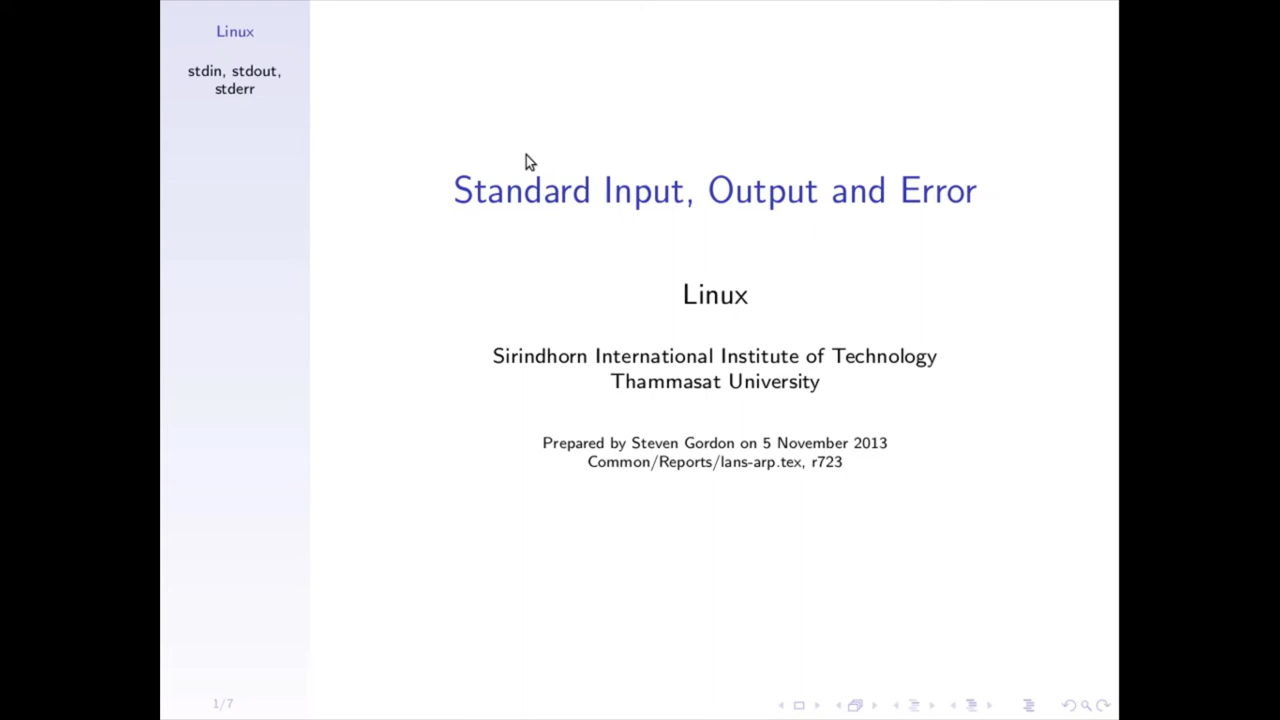 Linux
stdin, stdout,
stderr
Standard Input, Output and Error
Linux
Sirindhorn International Institute of Technology
Thammasat University
Prepared by Steven Gordon on 5 November 2013
Common/Reports/lans-arp.tex, r723
1/7